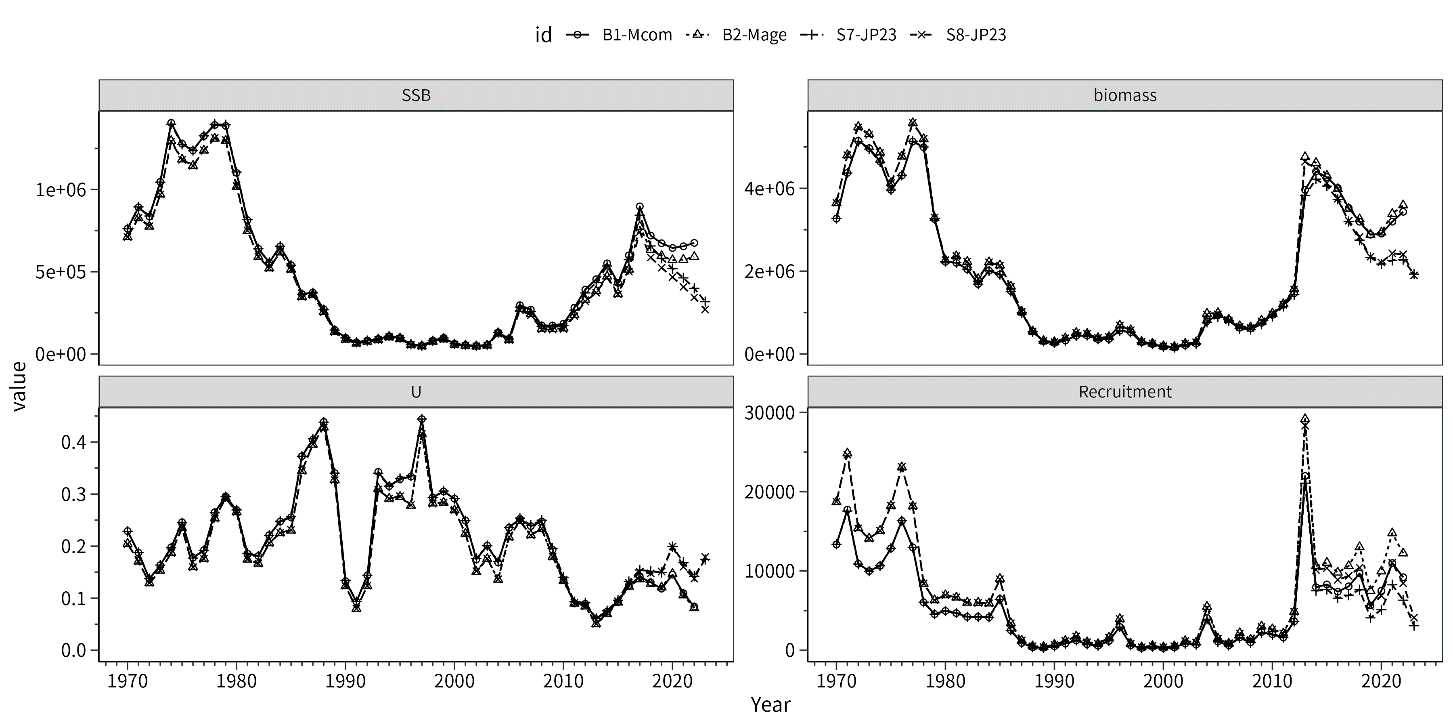 id B1-Mcom B2-Mage S7-JP23 S8-JP23
SSB
biomass
1e+06
5e+05
0e+00
4e+06
2e+06
0e+00
value
U
Recruitment
0.4
0.3
0.2
0.1
0.0
30000
20000
10000
0
1970 1980 1990 2000 2010 2020
1970 1980 1990 2000 2010 2020
Year